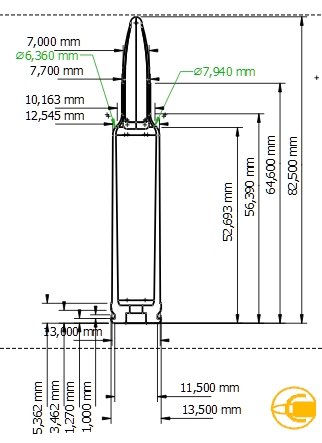 7,000 mm
⌀6,360 mm
7,700 mm
⌀7,940 mm
10,163 mm
12,545 mm
52,693 mm
56,390 mm
64,600 mm
82,500 mm
13,000 mm
5,362 mm
3,462 mm
1,270 mm
1,000 mm
11,500 mm
13,500 mm